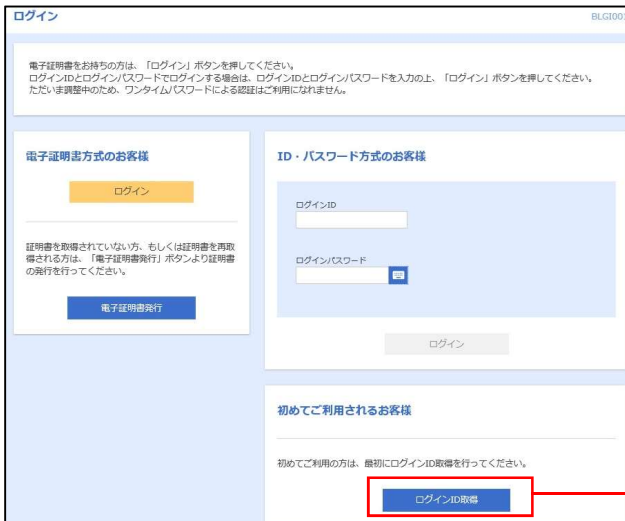 ログイン
BLGI001
電子証明書をお持ちの方は、「ログイン」ボタンを押してください。
ログインIDとログインパスワードでログインする場合は、ログインIDとログインパスワードを入力の上、「ログイン」ボタンを押してください。
ただいま調整中のため、ワンタイムパスワードによる認証はご利用になれません。
電子証明書方式のお客様
ログイン
証明書を取得されていない方、もしくは証明書を再取
得される方は、「電子証明書発行」ボタンより証明書
の発行を行ってください。
電子証明書発行
ID・パスワード方式のお客様
ログインID
ログインパスワード
ログイン
初めてご利用されるお客様
初めてご利用の方は、最初にログインID取得を行ってください。
ログインID取得